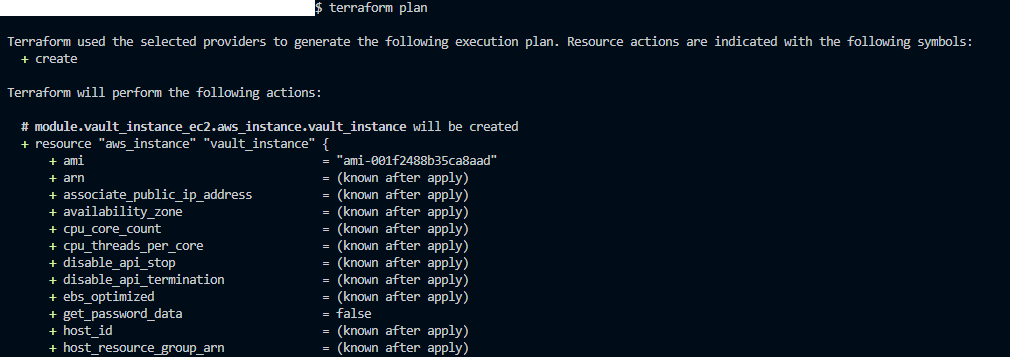 $ terraform plan
Terraform used the selected providers to generate the following execution plan. Resource actions are indicated with the following symbols:
+ create
Terraform will perform the following actions:
# module.vault_instance_ec2.aws_instance.vault_instance will be created
+ resource "aws_instance" "vault_instance" {
+ ami = "ami-001f2488b35ca8aad"
+ arn = (known after apply)
+ associate_public_ip_address = (known after apply)
+ availability_zone = (known after apply)
+ cpu_core_count = (known after apply)
+ cpu_threads_per_core = (known after apply)
+ disable_api_stop = (known after apply)
+ disable_api_termination = (known after apply)
+ ebs_optimized = (known after apply)
+ get_password_data = false
+ host_id = (known after apply)
+ host_resource_group_arn = (known after apply)